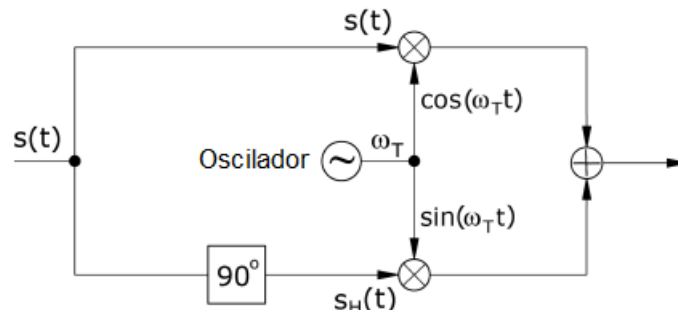 s(t)
cos(ω_T t)
s(t)
Oscilador
ω_T
sin(ω_T t)
90°
s_H(t)